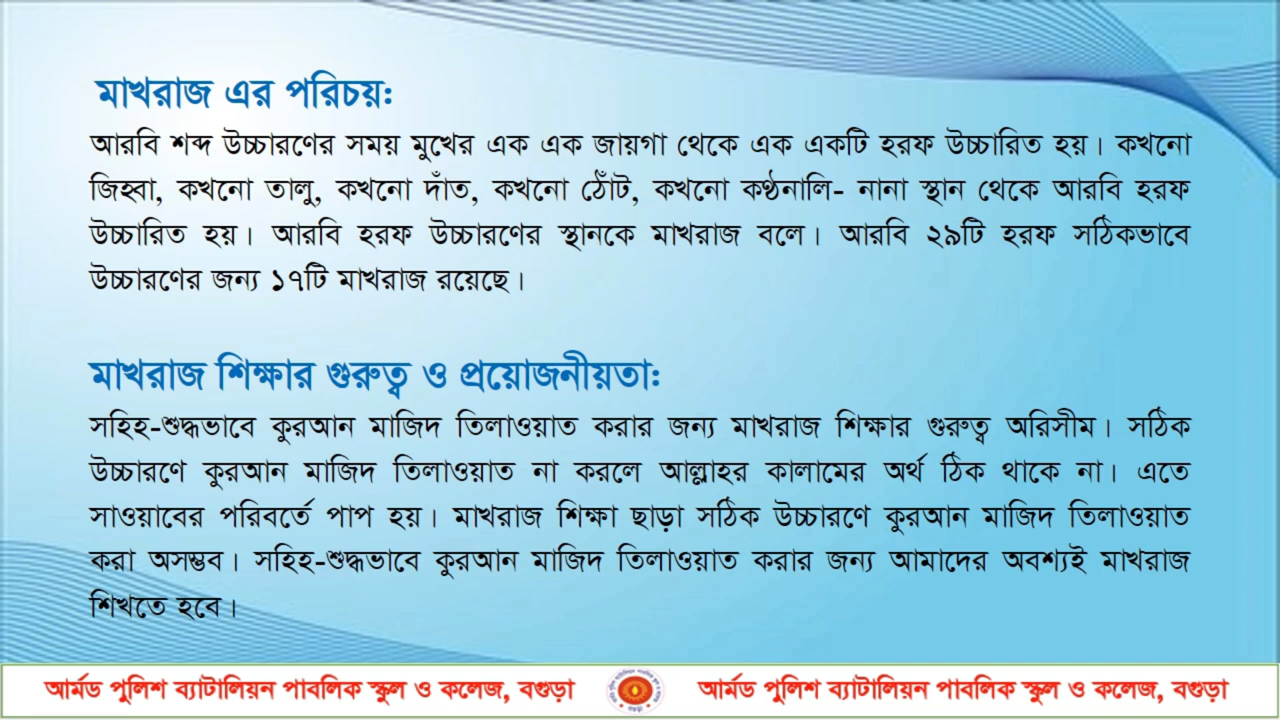 মাখরাজ এর পরিচয়:
আরবি শব্দ উচ্চারণের সময় মুখের এক এক জায়গা থেকে এক একটি হরফ উচ্চারিত হয়। কখনো
জিহ্বা, কখনো তালু, কখনো দাঁত, কখনো ঠোঁট, কখনো কণ্ঠনালি- নানা স্থান থেকে আরবি হরফ
উচ্চারিত হয়। আরবি হরফ উচ্চারণের স্থানকে মাখরাজ বলে। আরবি ২৯টি হরফ সঠিকভাবে
উচ্চারণের জন্য ১৭টি মাখরাজ রয়েছে।
মাখরাজ শিক্ষার গুরুত্ব ও প্রয়োজনীয়তা:
সহিহ-শুদ্ধভাবে কুরআন মাজিদ তিলাওয়াত করার জন্য মাখরাজ শিক্ষার গুরুত্ব অরিসীম। সঠিক
উচ্চারণে কুরআন মাজিদ তিলাওয়াত না করলে আল্লাহর কালামের অর্থ ঠিক থাকে না। এতে
সাওয়াবের পরিবর্তে পাপ হয়। মাখরাজ শিক্ষা ছাড়া সঠিক উচ্চারণে কুরআন মাজিদ তিলাওয়াত
করা অসম্ভব। সহিহ-শুদ্ধভাবে কুরআন মাজিদ তিলাওয়াত করার জন্য আমাদের অবশ্যই মাখরাজ
শিখতে হবে।
আর্মড পুলিশ ব্যাটালিয়ন পাবলিক স্কুল ও কলেজ, বগুড়া আর্মড পুলিশ ব্যাটালিয়ন পাবলিক স্কুল ও কলেজ, বগুড়া